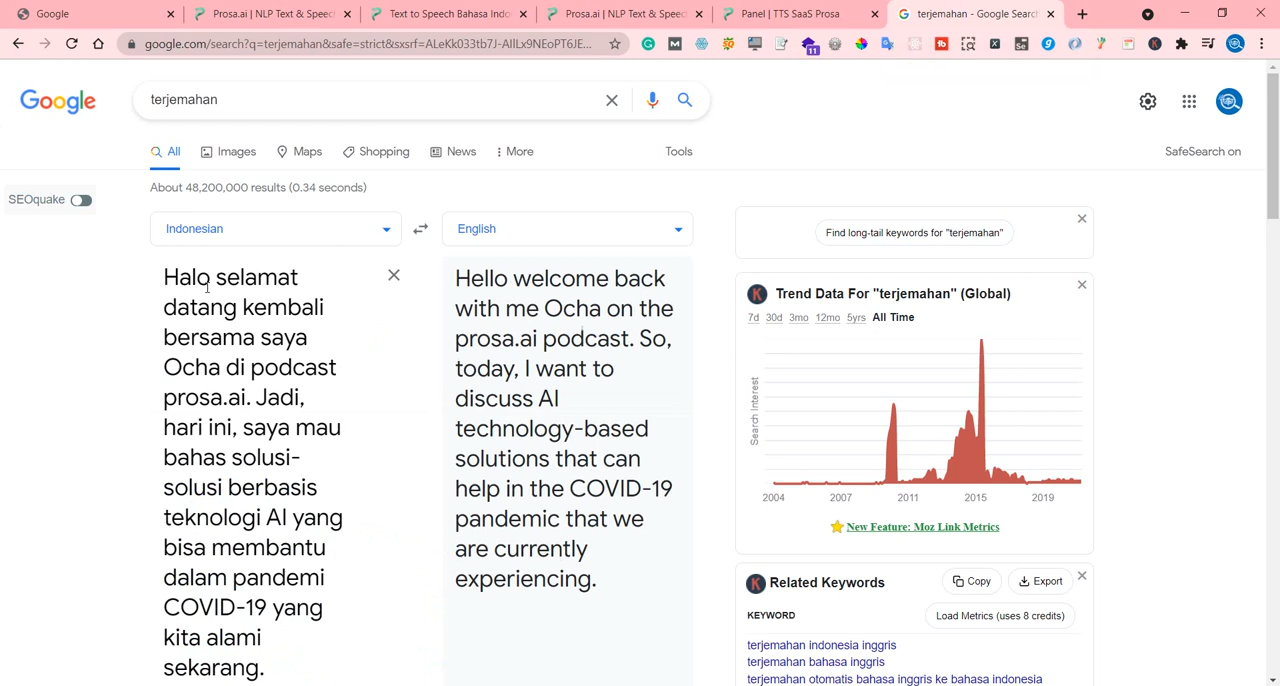 Google
Prosa.ai | NLP Text & Speec
Text to Speech Bahasa Indo
Prosa.ai | NLP Text & Speec
Panel | TTS SaaS Prosa
terjemahan - Google Search
google.com/search?q=terjemahan&safe=strict&sxsrf=ALeKk033tb7J-AIlLx9NEoPT6JE...
11
Google
terjemahan
All
Images
Maps
Shopping
News
More
Tools
SafeSearch on
About 48,200,000 results (0.34 seconds)
SEOquake
Indonesian
English
Halo selamat
datang kembali
bersama saya
Ocha di podcast
prosa.ai. Jadi,
hari ini, saya mau
bahas solusi-
solusi berbasis
teknologi AI yang
bisa membantu
dalam pandemi
COVID-19 yang
kita alami
sekarang.
Hello welcome back
with me Ocha on the
prosa.ai podcast. So,
today, I want to
discuss AI
technology-based
solutions that can
help in the COVID-19
pandemic that we
are currently
experiencing.
Find long-tail keywords for "terjemahan"
K
Trend Data For "terjemahan" (Global)
7d 30d 3mo 12mo 5yrs All Time
Search Interest
2004 2007 2011 2015 2019
New Feature: Moz Link Metrics
K
Related Keywords
Copy
Export
KEYWORD
Load Metrics (uses 8 credits)
terjemahan indonesia inggris
terjemahan bahasa inggris
terjemahan otomatis bahasa inggris ke bahasa indonesia